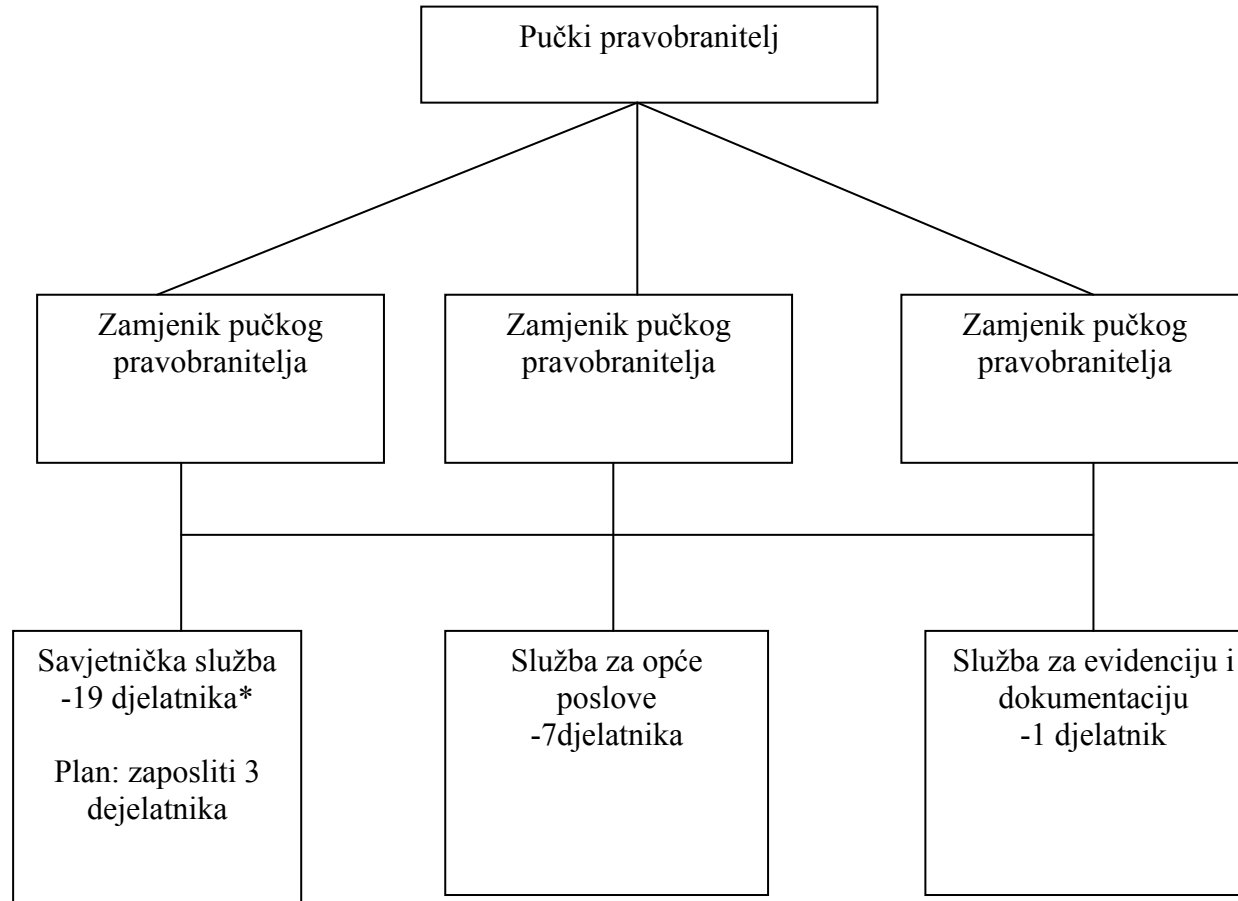 Pučki pravobranitelj
Zamjenik pučkog
pravobranitelja
Zamjenik pučkog
pravobranitelja
Zamjenik pučkog
pravobranitelja
Savjetnička služba
-19 djelatnika*
Plan: zaposliti 3
dejelatnika
Služba za opće
poslove
-7djelatnika
Služba za evidenciju i
dokumentaciju
-1 djelatnik